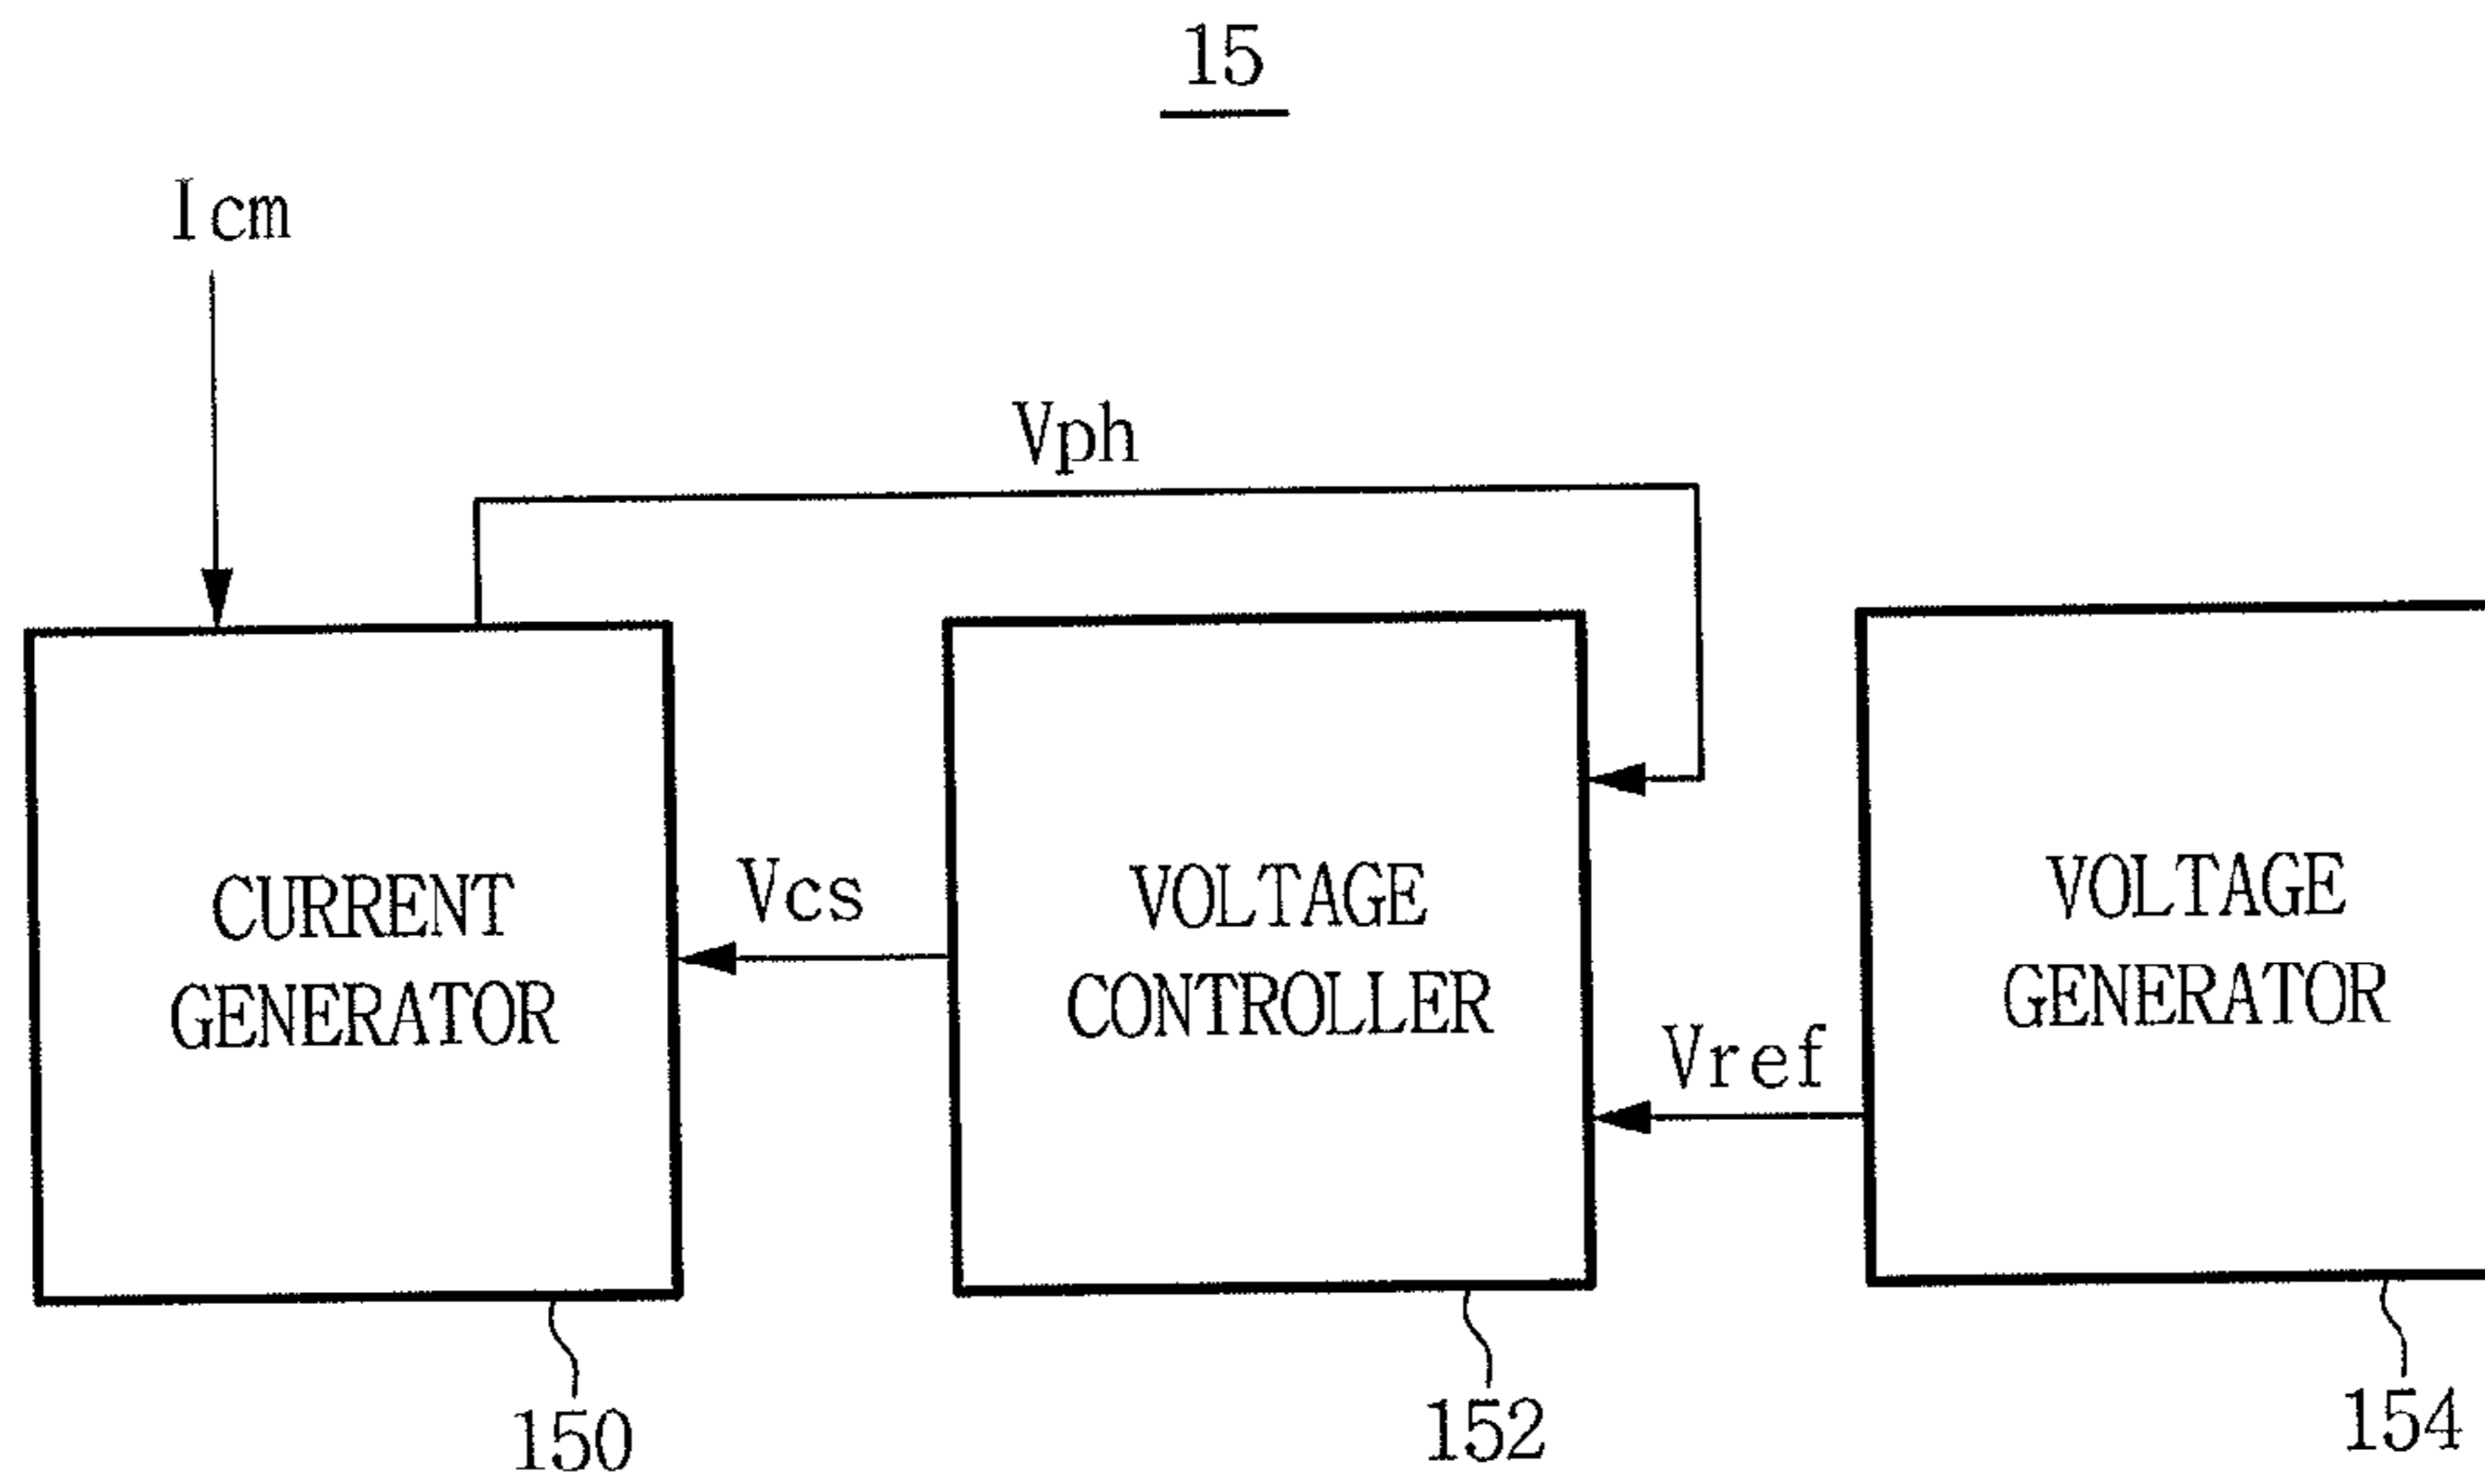 15
Icm
Vph
CURRENT
GENERATOR
Vcs
VOLTAGE
CONTROLLER
Vref
VOLTAGE
GENERATOR
150
152
154